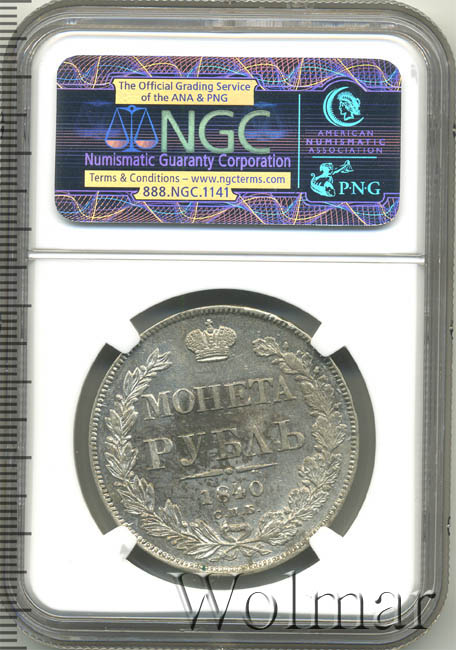 The Official Grading Service
of the ANA & PNG
NGC
Numismatic Guaranty Corporation
Terms & Conditions – www.ngcterms.com
888.NGC.1141
AMERICAN
NUMISMATIC
ASSOCIATION
PNG
МОНЕТА
РУБЛЬ
1840
С.П.Б.
Wolmar